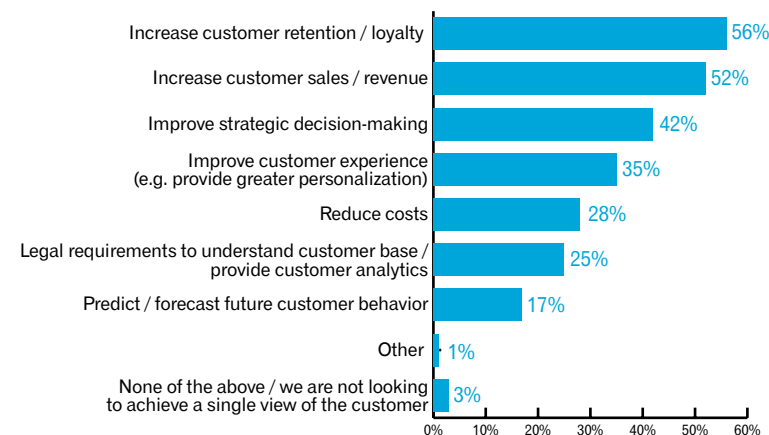 Increase customer retention / loyalty
56%
Increase customer sales / revenue
52%
Improve strategic decision-making
42%
Improve customer experience
(e.g. provide greater personalization)
35%
Reduce costs
28%
Legal requirements to understand customer base /
provide customer analytics
25%
Predict / forecast future customer behavior
17%
Other
1%
None of the above / we are not looking
to achieve a single view of the customer
3%
0% 10% 20% 30% 40% 50% 60%